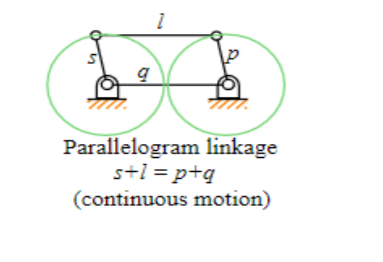 l
s
p
q
Parallelogram linkage
s+l = p+q
(continuous motion)